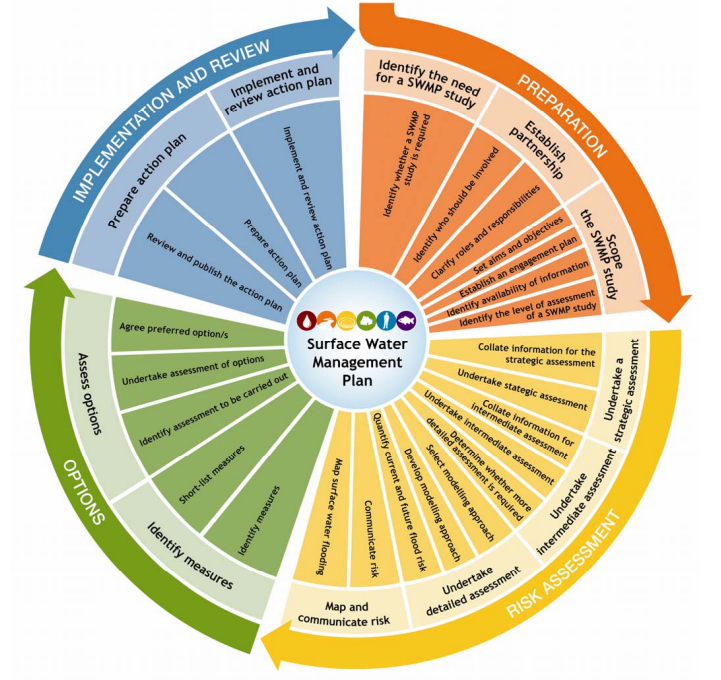 PREPARATION
Identify the need
for a SWMP study
Identify whether a SWMP
study is required
Establish
partnership
Identify who should be involved
Clarify roles and responsibilities
Scope
the SWMP study
Set aims and objectives
Establish an engagement plan
Identify availability of information
Identify the level of assessment
of a SWMP study
RISK ASSESSMENT
Undertake a
strategic assessment
Collate information for the
strategic assessment
Undertake stategic assessment
Undertake
intermediate assessment
Collate information for
intermediate assessment
Undertake intermediate assessment
Determine whether more
detailed assessment is required
Undertake
detailed assessment
Select modelling approach
Develop modelling approach
Quantify current and future flood risk
Map and
communicate risk
Communicate risk
Map surface water
flooding
OPTIONS
Identify measures
Identify measures
Short-list measures
Assess options
Identify assessment to be carried out
Undertake assessment of options
Agree preferred option/s
IMPLEMENTATION AND REVIEW
Prepare action plan
Review and publish the action plan
Prepare action plan
Implement and
review action plan
Implement and review action plan
Surface Water
Management
Plan